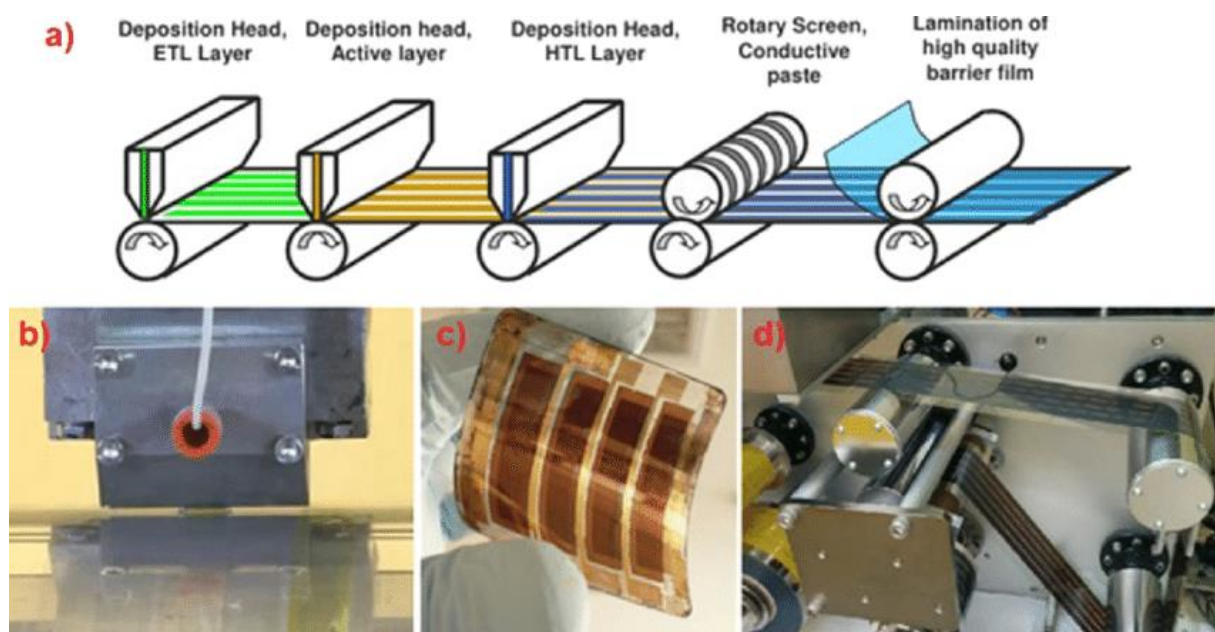 a)
Deposition Head,
ETL Layer
Deposition head,
Active layer
Deposition Head,
HTL Layer
Rotary Screen,
Conductive
paste
Lamination of
high quality
barrier film
b)
c)
d)